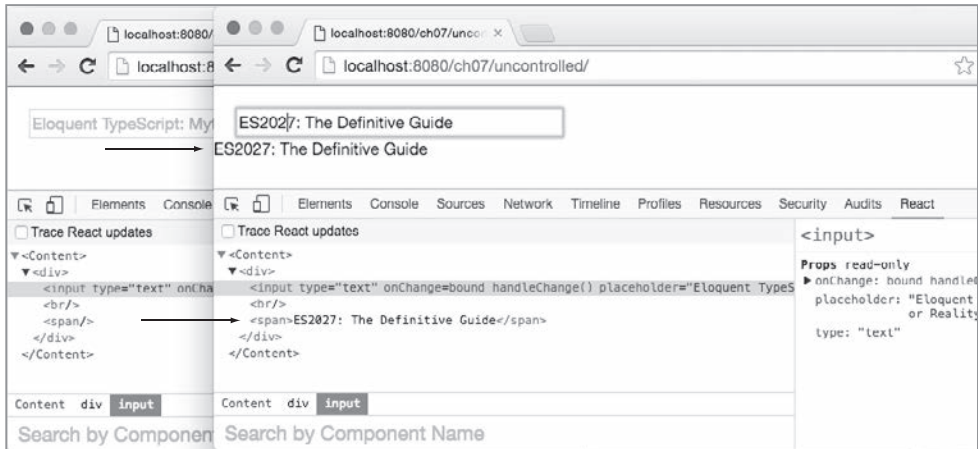 localhost:8080/
localhost:8
Eloquent TypeScript: Myt
Elements Console
Trace React updates
▼<Content>
▼<div>
<input type="text" onCha
<br/>
<span/>
</div>
</Content>
Content div input
Search by Componen
localhost:8080/ch07/uncon ×
localhost:8080/ch07/uncontrolled/
ES2027: The Definitive Guide
ES2027: The Definitive Guide
Elements Console Sources Network Timeline Profiles Resources Security Audits React
Trace React updates
▼<Content>
▼<div>
<input type="text" onChange=bound handleChange() placeholder="Eloquent TypeS
<br/>
<span>ES2027: The Definitive Guide</span>
</div>
</Content>
Content div input
Search by Component Name
<input>
Props read-only
▶onChange: bound handleC
placeholder: "Eloquent
or Reality
type: "text"